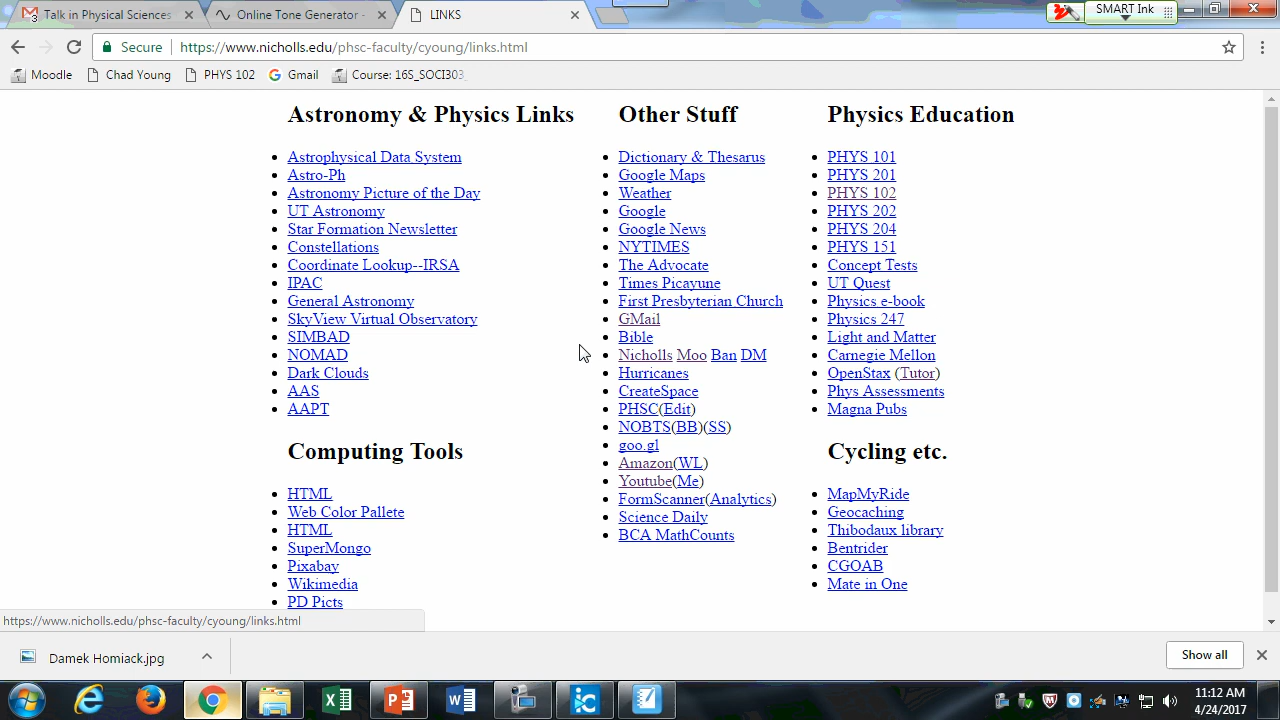 Talk in Physical Sciences
Online Tone Generator
LINKS
SMART Ink
Secure
https://www.nicholls.edu/phsc-faculty/cyoung/links.html
Moodle
Chad Young
PHYS 102
Gmail
Course: 16S_SOCI303
Astronomy & Physics Links
Astrophysical Data System
Astro-Ph
Astronomy Picture of the Day
UT Astronomy
Star Formation Newsletter
Constellations
Coordinate Lookup--IRSA
IPAC
General Astronomy
SkyView Virtual Observatory
SIMBAD
NOMAD
Dark Clouds
AAS
AAPT
Computing Tools
HTML
Web Color Pallete
HTML
SuperMongo
Pixabay
Wikimedia
PD Picts
Other Stuff
Dictionary & Thesarus
Google Maps
Weather
Google
Google News
NYTIMES
The Advocate
Times Picayune
First Presbyterian Church
GMail
Bible
Nicholls Moo Ban DM
Hurricanes
CreateSpace
PHSC(Edit)
NOBTS(BB)(SS)
goo.gl
Amazon(WL)
Youtube(Me)
FormScanner(Analytics)
Science Daily
BCA MathCounts
Physics Education
PHYS 101
PHYS 201
PHYS 102
PHYS 202
PHYS 204
PHYS 151
Concept Tests
UT Quest
Physics e-book
Physics 247
Light and Matter
Carnegie Mellon
OpenStax (Tutor)
Phys Assessments
Magna Pubs
Cycling etc.
MapMyRide
Geocaching
Thibodaux library
Bentrider
CGOAB
Mate in One
https://www.nicholls.edu/phsc-faculty/cyoung/links.html
Damek Homiack.jpg
Show all
11:12 AM
4/24/2017